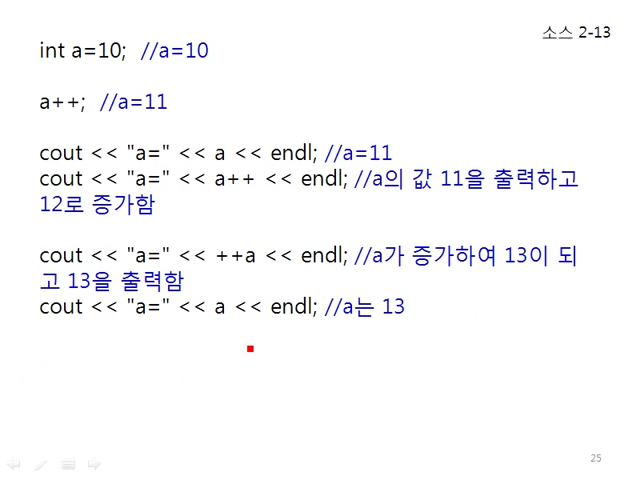 소스 2-13
int a=10;  //a=10
a++;  //a=11
cout << "a=" << a << endl; //a=11
cout << "a=" << a++ << endl; //a의 값 11을 출력하고
12로 증가함
cout << "a=" << ++a << endl; //a가 증가하여 13이 되
고 13을 출력함
cout << "a=" << a << endl; //a는 13
25